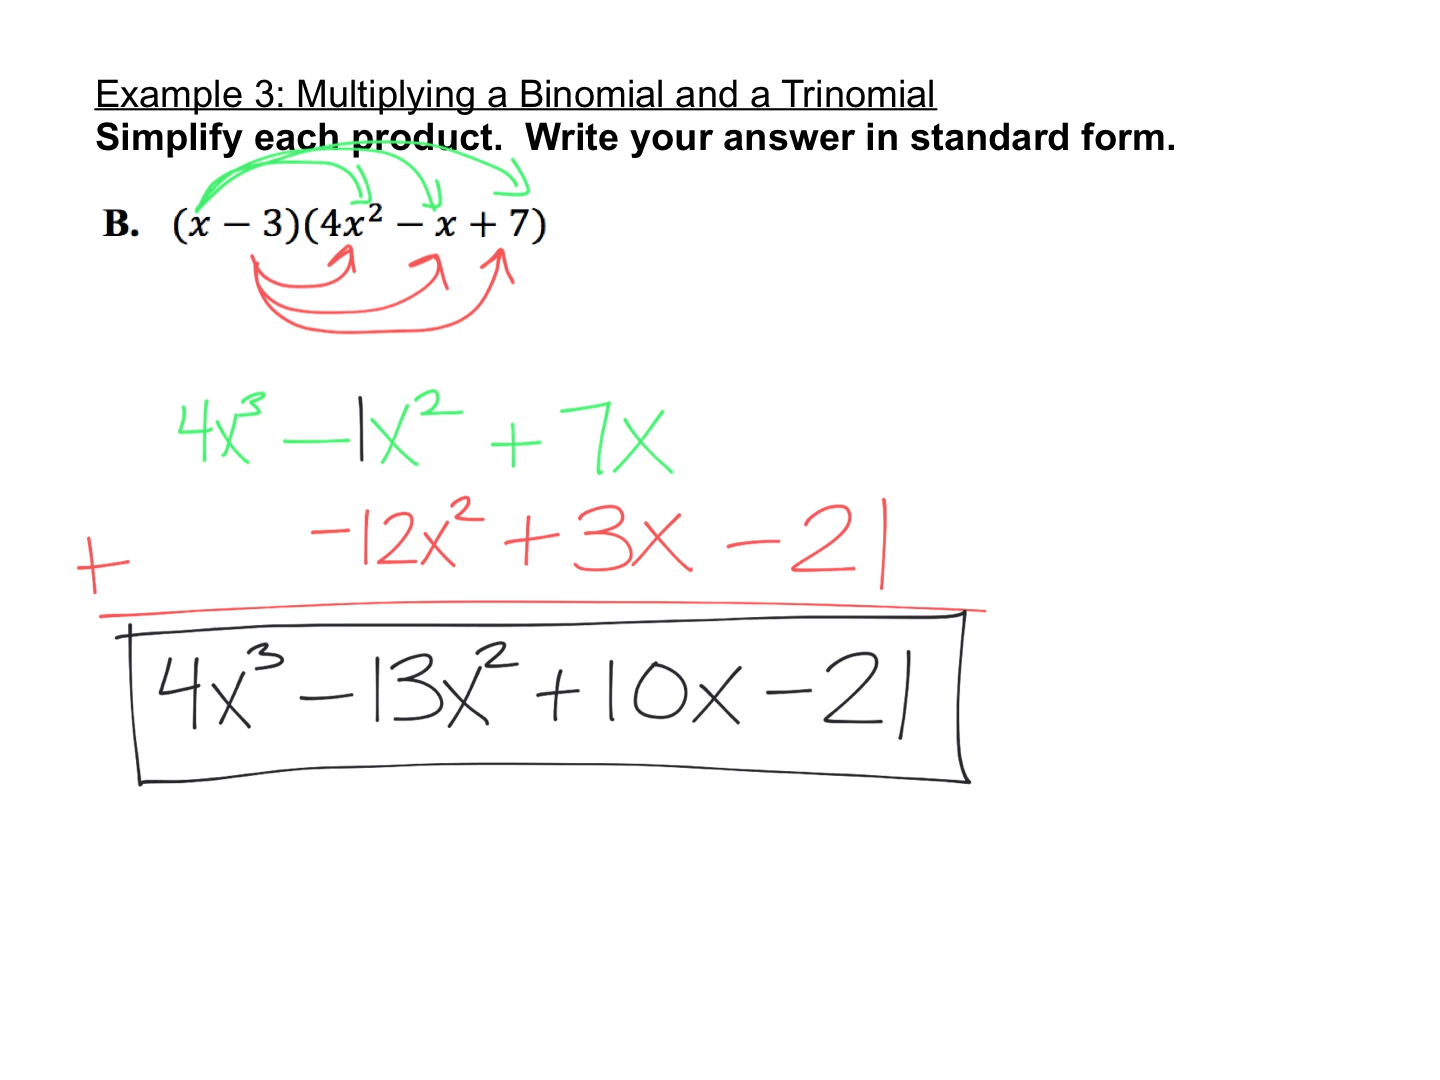 Example 3: Multiplying a Binomial and a Trinomial
Simplify each product. Write your answer in standard form.
B. (x − 3)(4x² − x + 7)
4x³ − 1x² + 7x
+ −12x² + 3x − 21
4x³ − 13x² + 10x − 21